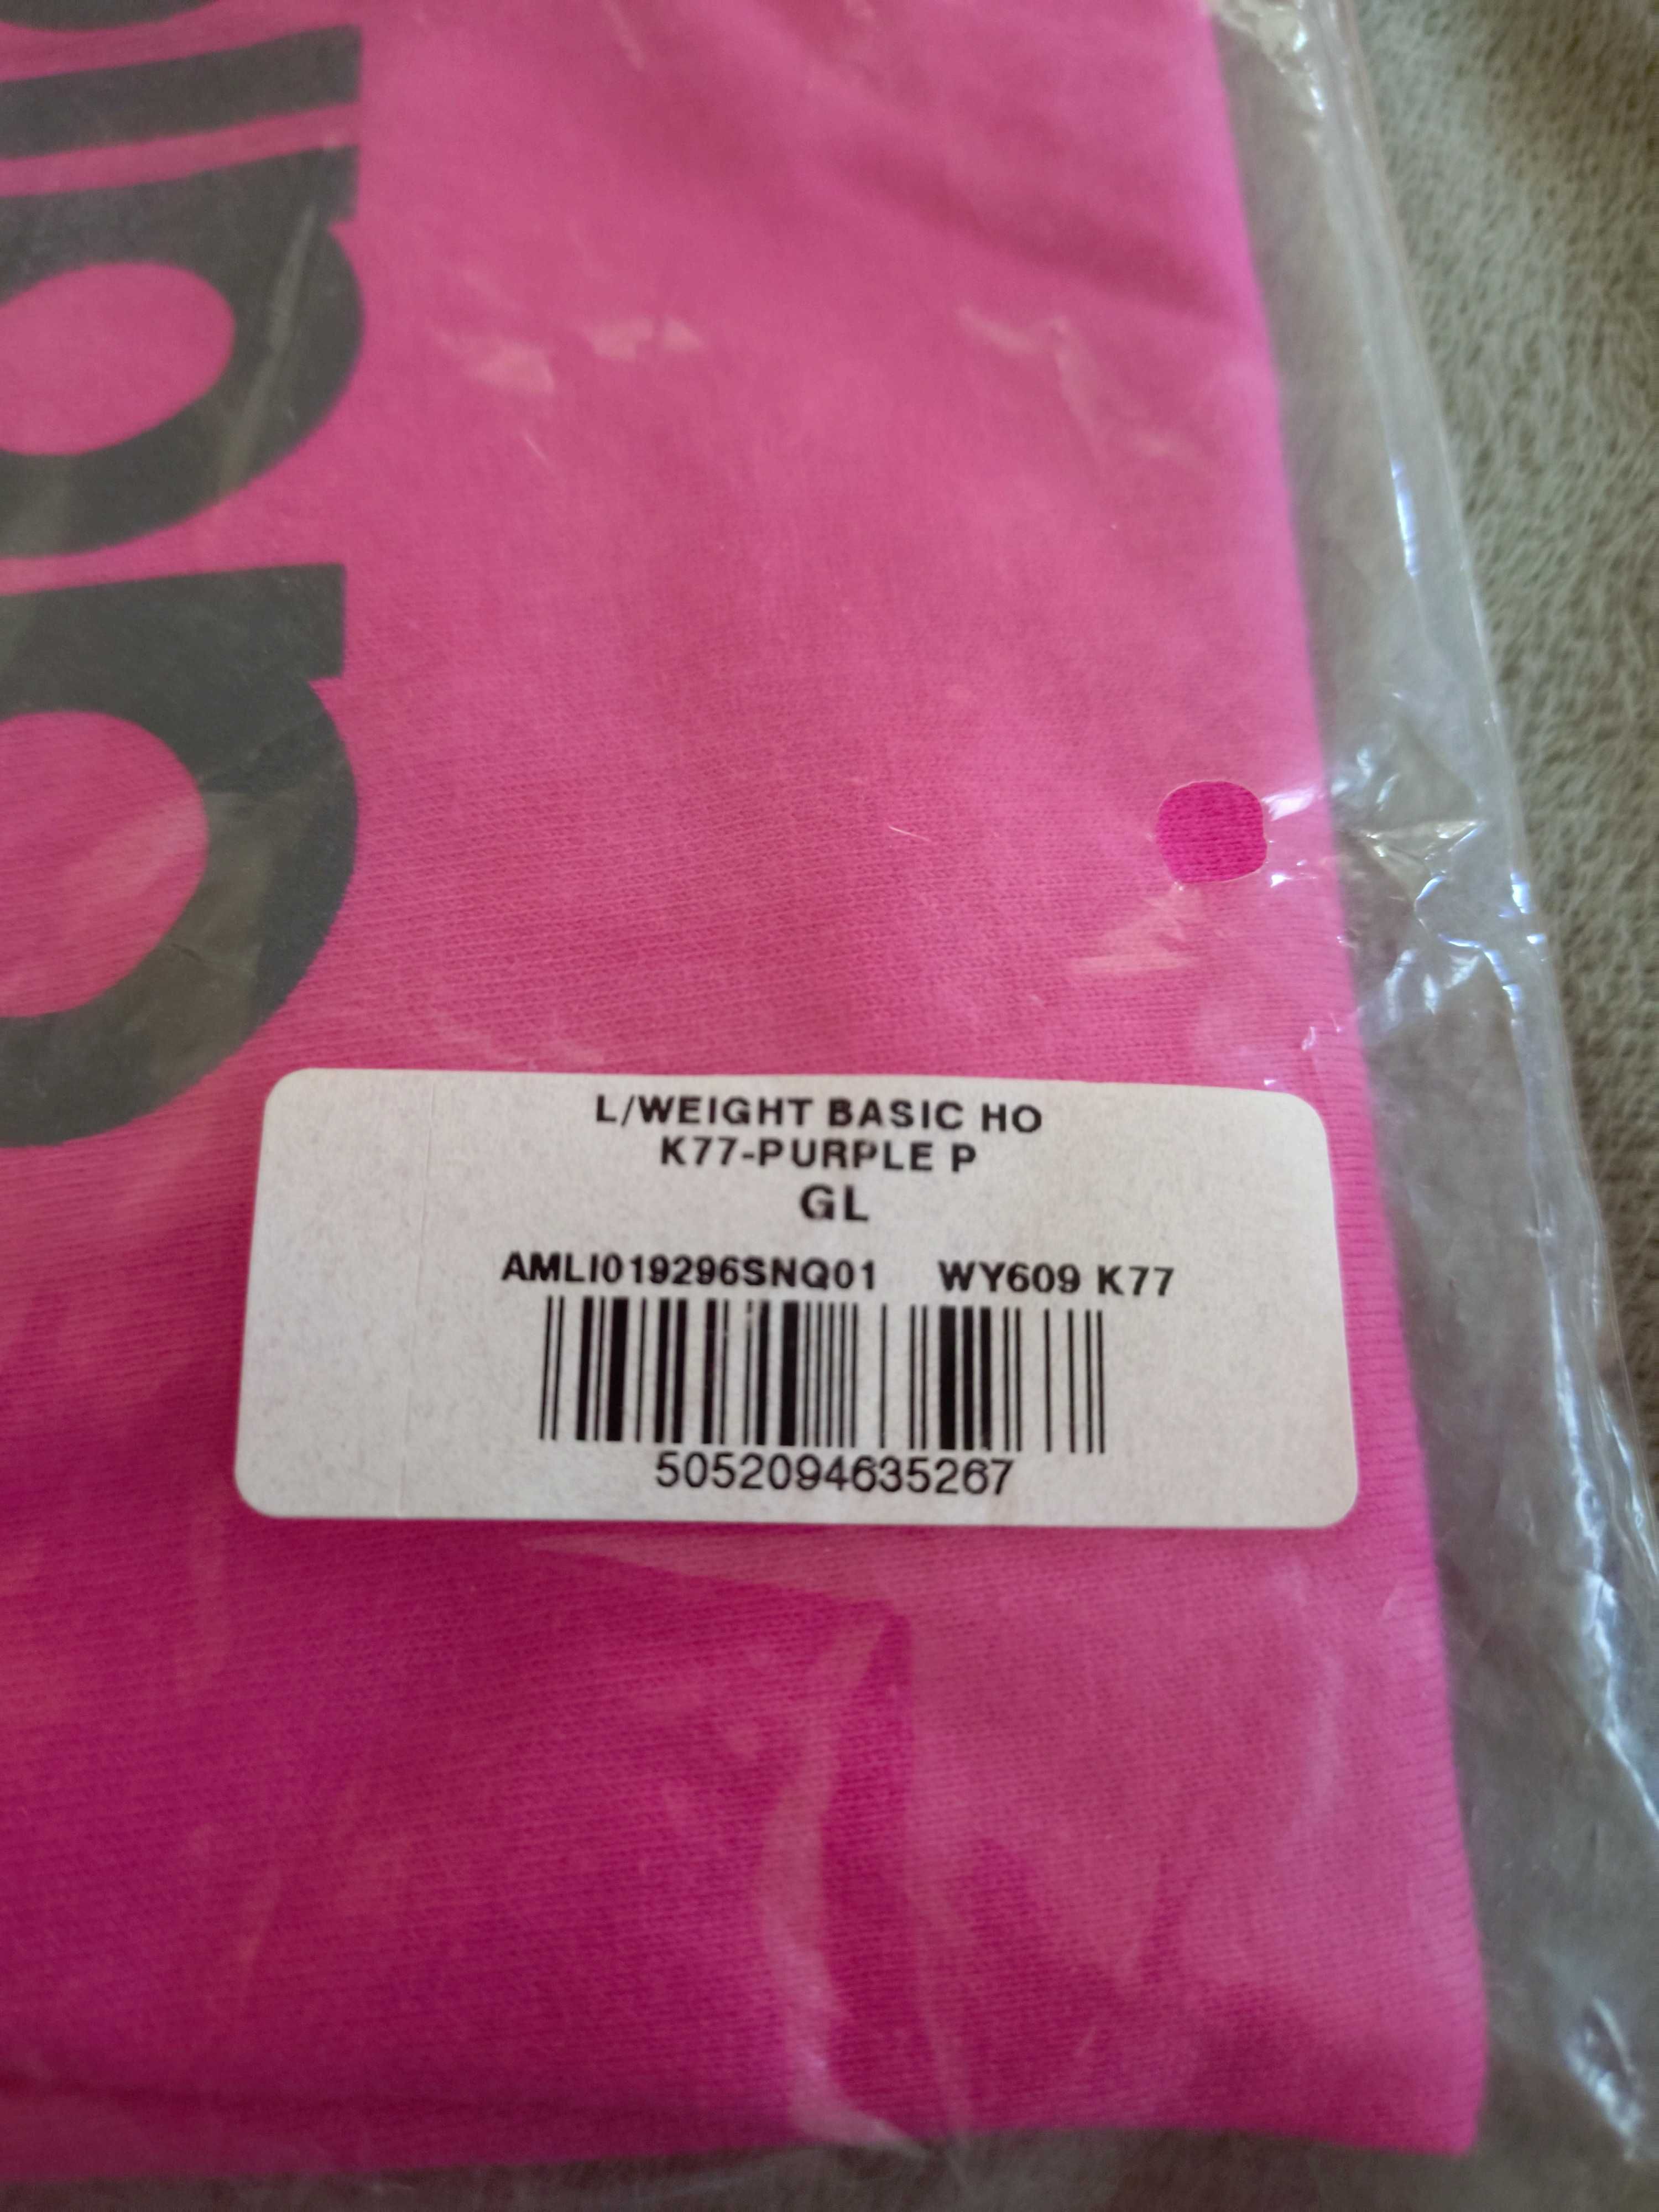 L/WEIGHT BASIC HO
K77-PURPLE P
GL
AMLI019296SNQ01 WY609 K77
5052094635267